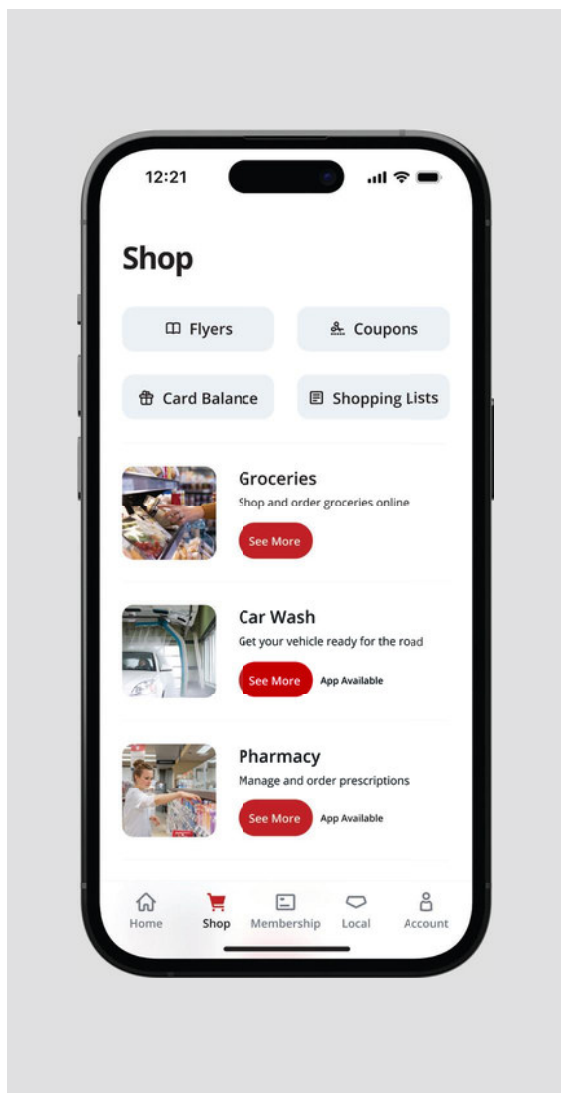 12:21
Shop
Flyers
Coupons
Card Balance
Shopping Lists
Groceries
Shop and order groceries online
See More
Car Wash
Get your vehicle ready for the road
See More App Available
Pharmacy
Manage and order prescriptions
See More App Available
Home Shop Membership Local Account